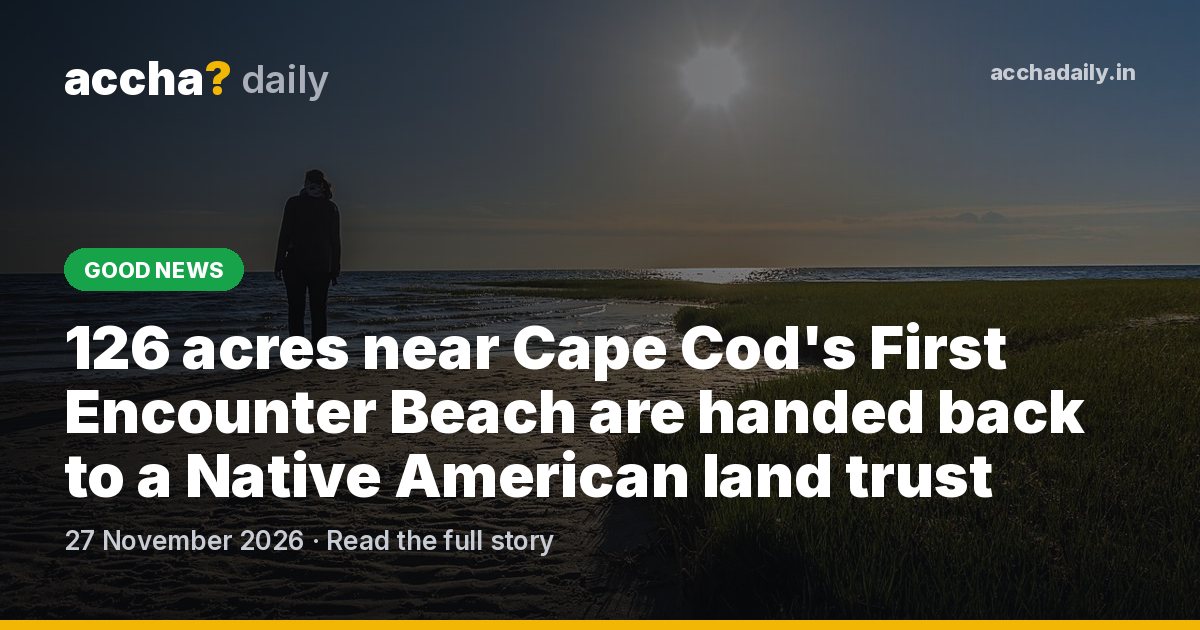 accha? daily
acchadaily.in
GOOD NEWS
126 acres near Cape Cod's First
Encounter Beach are handed back
to a Native American land trust
27 November 2026 · Read the full story